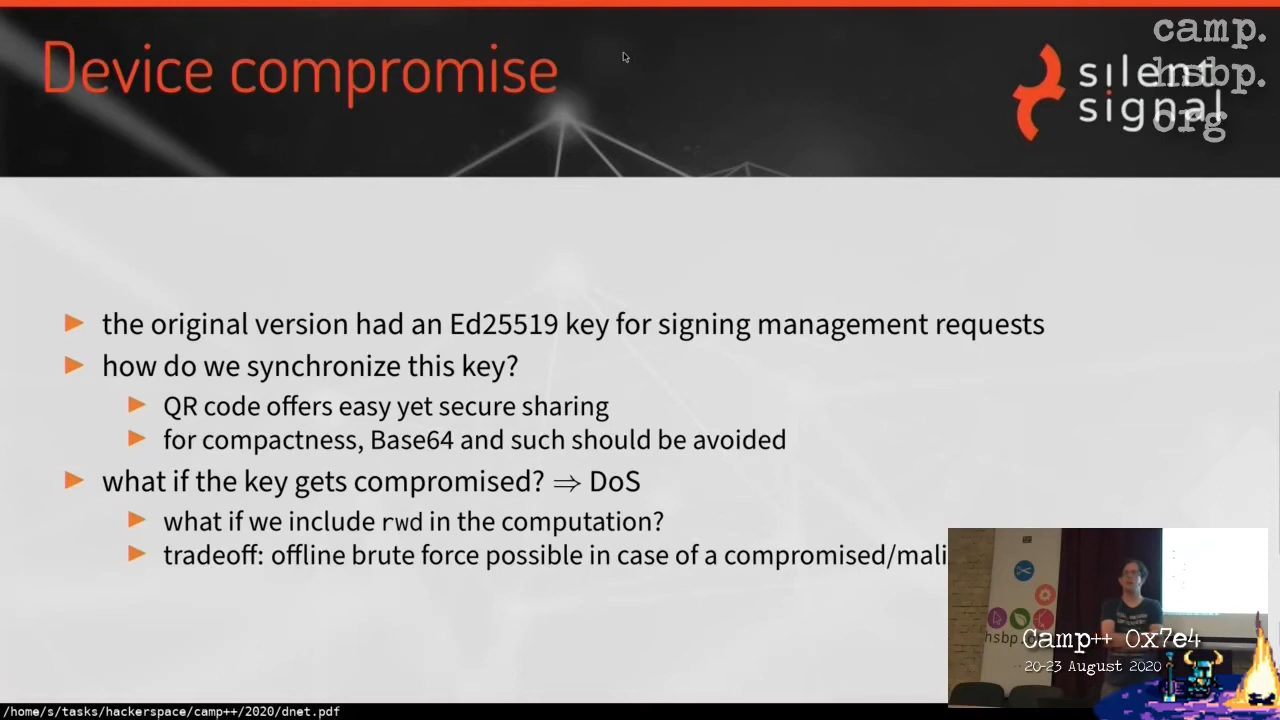 Device compromise
camp.
hsbp.
org
silent
signal
the original version had an Ed25519 key for signing management requests
how do we synchronize this key?
QR code offers easy yet secure sharing
for compactness, Base64 and such should be avoided
what if the key gets compromised? ⇒ DoS
what if we include rwd in the computation?
tradeoff: offline brute force possible in case of a compromised/mali
hsbp.
Camp++ 0x7e4
20-23 August 2020
/home/s/tasks/hackerspace/camp++/2020/dnet.pdf